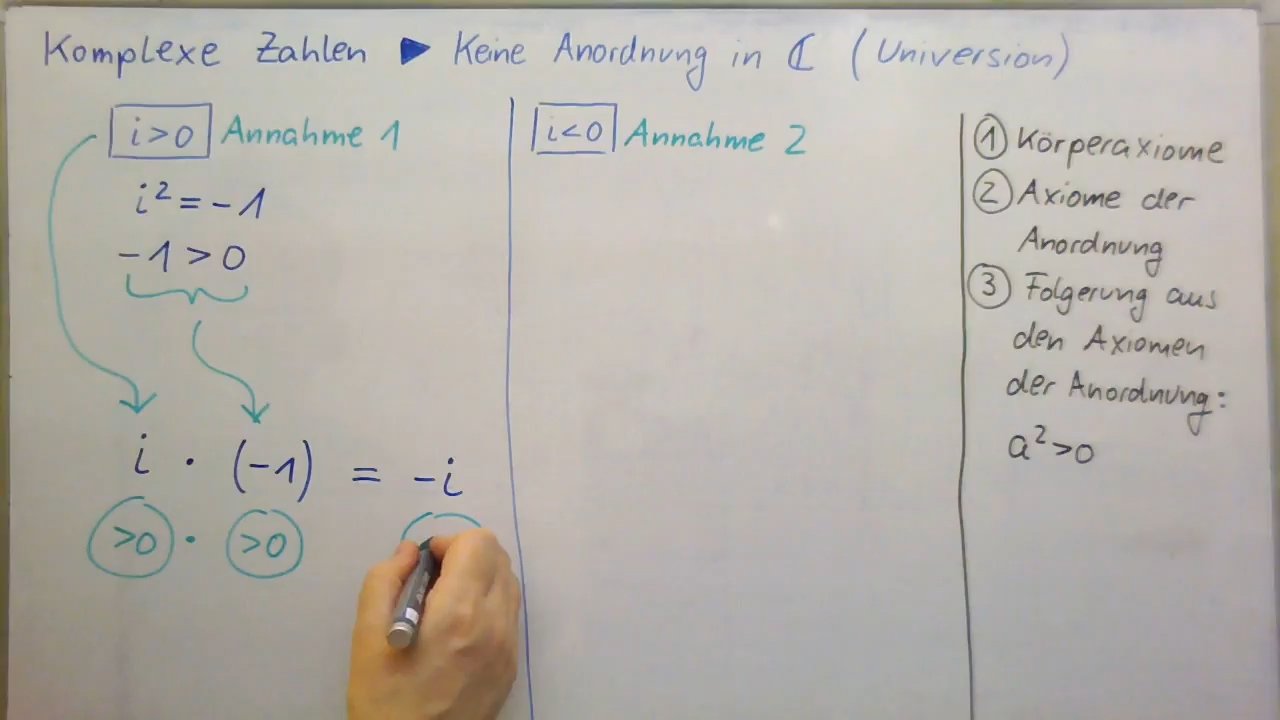 Komplexe Zahlen ► Keine Anordnung in ℂ (Universion)
i>0 Annahme 1
i² = -1
-1 > 0
i · (-1) = -i
>0 · >0
i<0 Annahme 2
① Körperaxiome
② Axiome der
Anordnung
③ Folgerung aus
den Axiomen
der Anordnung:
a²>0